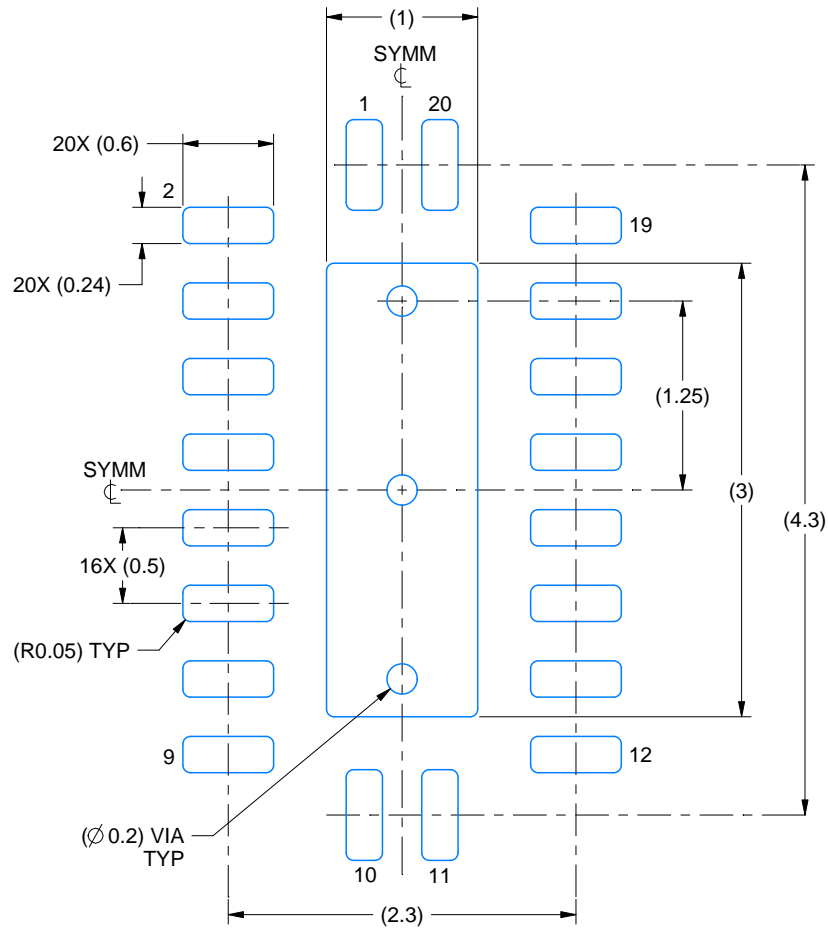 (1)
SYMM
℄
1
20
20X (0.6)
2
19
20X (0.24)
(1.25)
SYMM
℄
(3)
(4.3)
16X (0.5)
(R0.05) TYP
9
12
(∅ 0.2) VIA
TYP
10
11
(2.3)